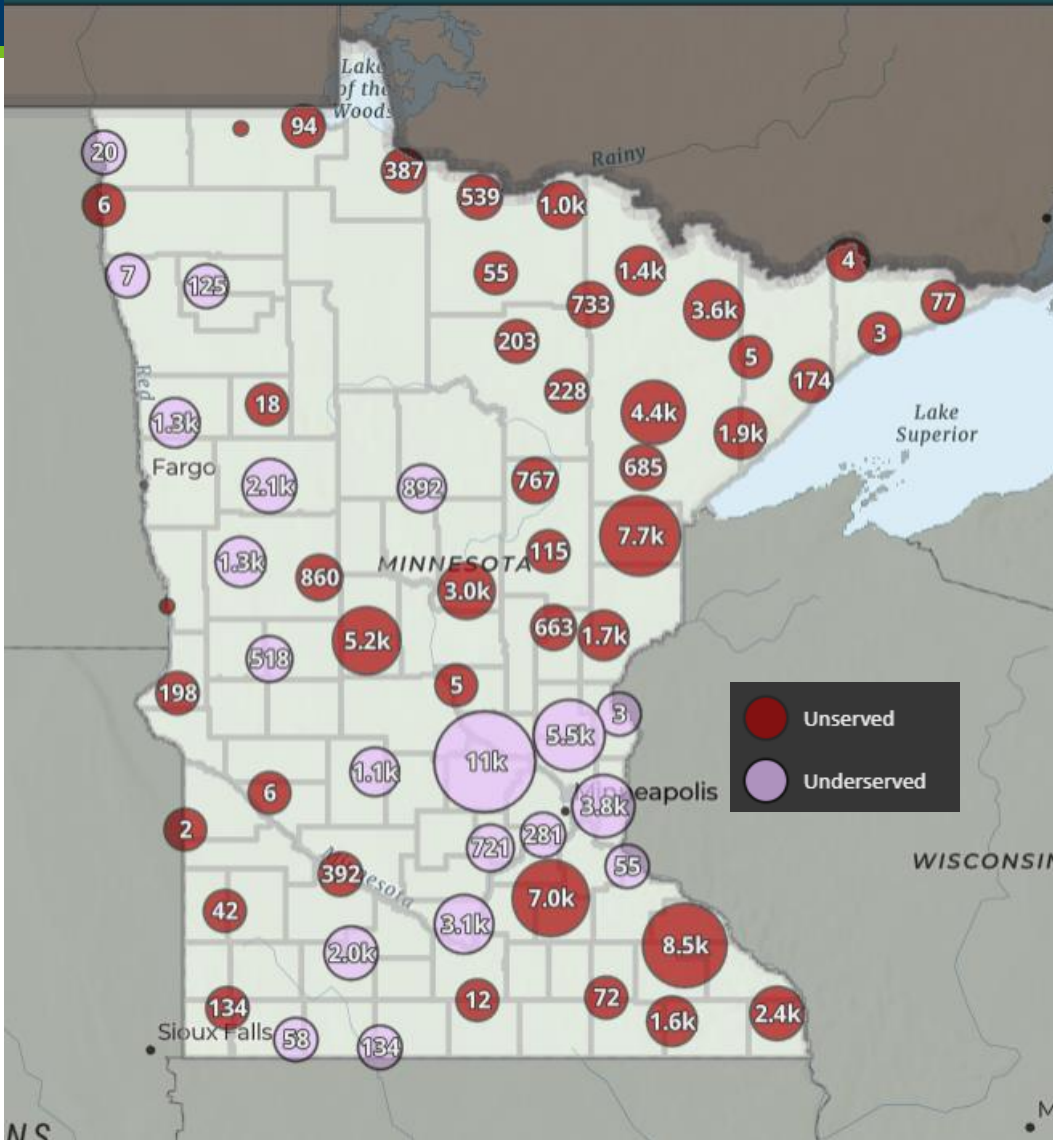 Lake
of the
Woods
94
20
387
Rainy
539
6
1.0k
4
7
125
55
1.4k
77
733
3.6k
3
203
5
Red
174
228
18
1.3k
4.4k
1.9k
Lake
Superior
Fargo
685
767
2.1k
892
7.7k
115
1.3k
MINNESOTA
860
3.0k
663
1.7k
5.2k
518
5
198
3
Unserved
5.5k
11k
1.1k
Underserved
6
Minneapolis
3.8k
2
281
721
WISCONSIN
55
392
Minnesota
7.0k
42
3.1k
8.5k
2.0k
134
12
72
2.4k
1.6k
Sioux Falls
58
134
M
NS